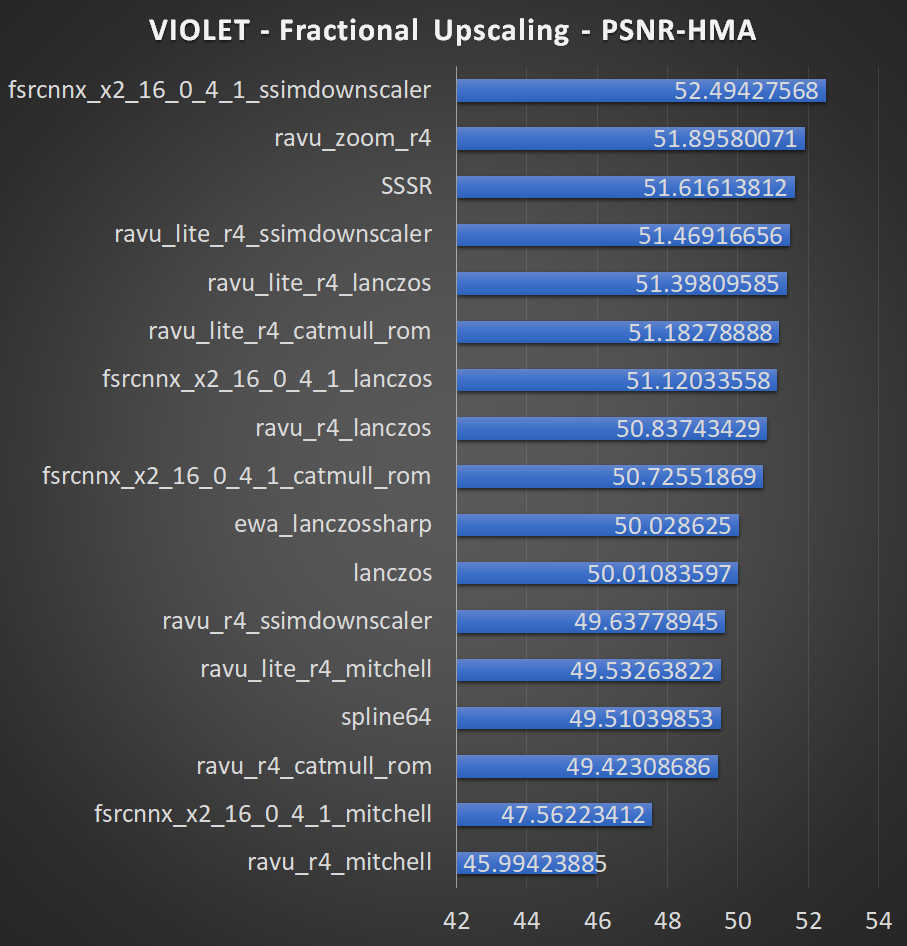 VIOLET - Fractional Upscaling - PSNR-HMA
fsrcnnx_x2_16_0_4_1_ssimdownscaler 52.49427568
ravu_zoom_r4 51.89580071
SSSR 51.61613812
ravu_lite_r4_ssimdownscaler 51.46916656
ravu_lite_r4_lanczos 51.39809585
ravu_lite_r4_catmull_rom 51.18278888
fsrcnnx_x2_16_0_4_1_lanczos 51.12033558
ravu_r4_lanczos 50.83743429
fsrcnnx_x2_16_0_4_1_catmull_rom 50.72551869
ewa_lanczossharp 50.028625
lanczos 50.01083597
ravu_r4_ssimdownscaler 49.63778945
ravu_lite_r4_mitchell 49.53263822
spline64 49.51039853
ravu_r4_catmull_rom 49.42308686
fsrcnnx_x2_16_0_4_1_mitchell 47.56223412
ravu_r4_mitchell 45.99423885
42 44 46 48 50 52 54